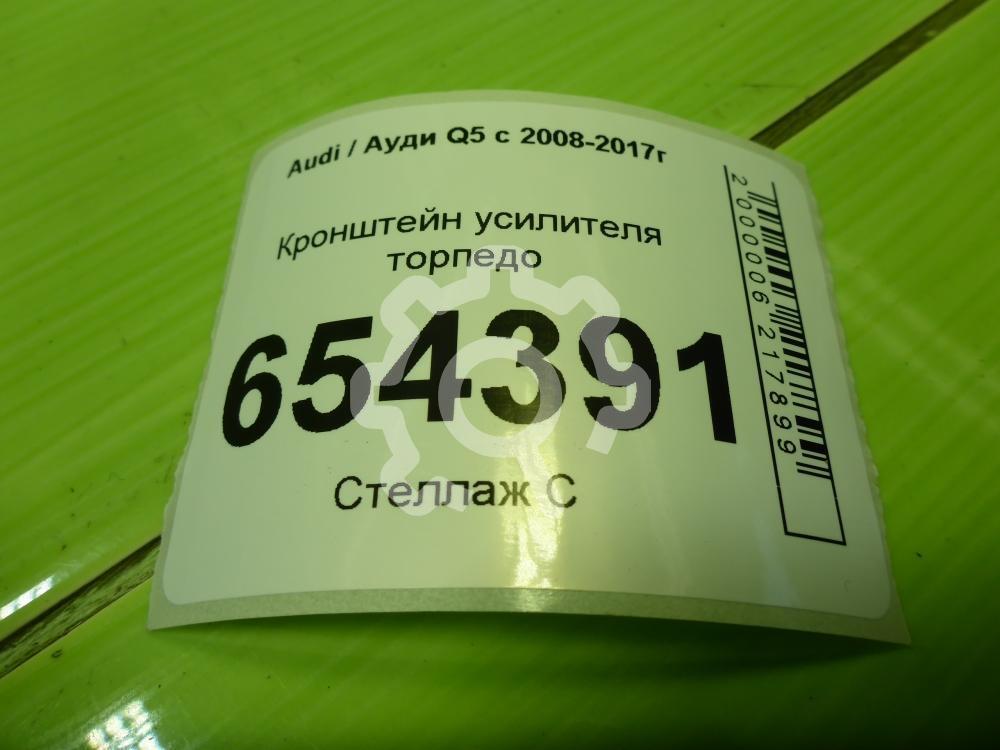 Audi / Ауди Q5 с 2008-2017г
Кронштейн усилителя
торпедо
654391
Стеллаж С
2000006217899